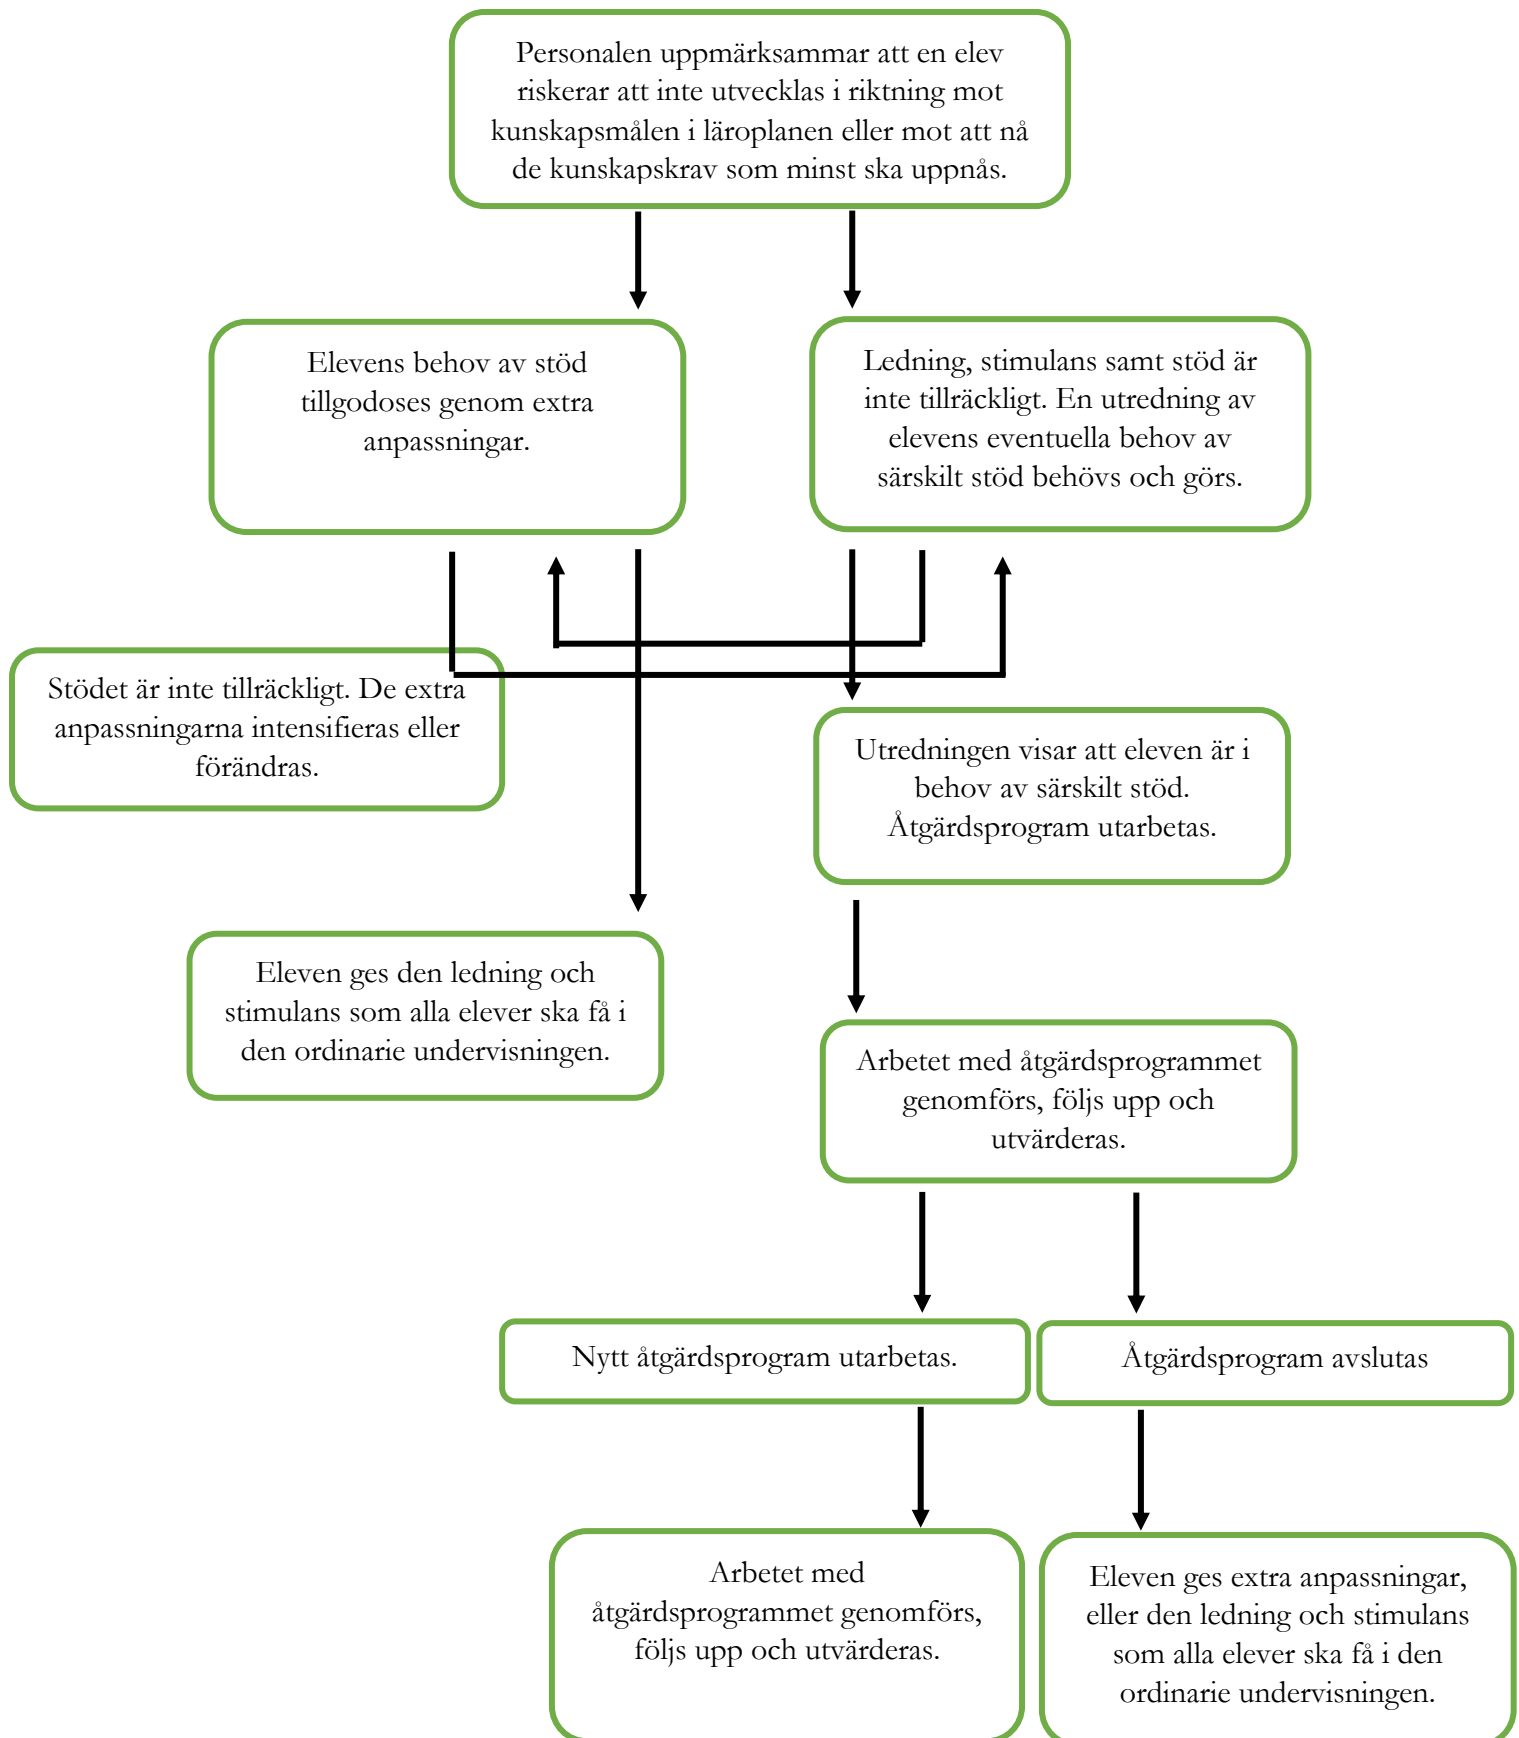 Personalen uppmärksammar att en elev
riskerar att inte utvecklas i riktning mot
kunskapsmålen i läroplanen eller mot att nå
de kunskapskrav som minst ska uppnås.
Elevens behov av stöd
tillgodoses genom extra
anpassningar.
Ledning, stimulans samt stöd är
inte tillräckligt. En utredning av
elevens eventuella behov av
särskilt stöd behövs och görs.
Stödet är inte tillräckligt. De extra
anpassningarna intensifieras eller
förändras.
Utredningen visar att eleven är i
behov av särskilt stöd.
Åtgärdsprogram utarbetas.
Eleven ges den ledning och
stimulans som alla elever ska få i
den ordinarie undervisningen.
Arbetet med åtgärdsprogrammet
genomförs, följs upp och
utvärderas.
Nytt åtgärdsprogram utarbetas.
Åtgärdsprogram avslutas
Arbetet med
åtgärdsprogrammet genomförs,
följs upp och utvärderas.
Eleven ges extra anpassningar,
eller den ledning och stimulans
som alla elever ska få i den
ordinarie undervisningen.